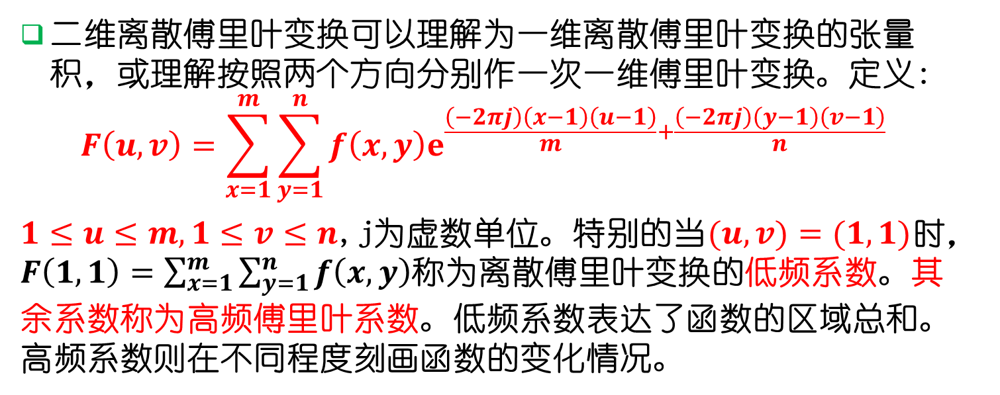 ❑二维离散傅里叶变换可以理解为一维离散傅里叶变换的张量
积，或理解按照两个方向分别作一次一维傅里叶变换。定义：
$F(u,v)=\sum_{x=1}^{m}\sum_{y=1}^{n}f(x,y)\mathrm{e}^{\frac{(-2\pi j)(x-1)(u-1)}{m}+\frac{(-2\pi j)(y-1)(v-1)}{n}}$
$1\leq u\leq m,1\leq v\leq n$, j为虚数单位。特别的当$(u,v)=(1,1)$时，
$F(1,1)=\sum_{x=1}^{m}\sum_{y=1}^{n}f(x,y)$称为离散傅里叶变换的低频系数。其
余系数称为高频傅里叶系数。低频系数表达了函数的区域总和。
高频系数则在不同程度刻画函数的变化情况。